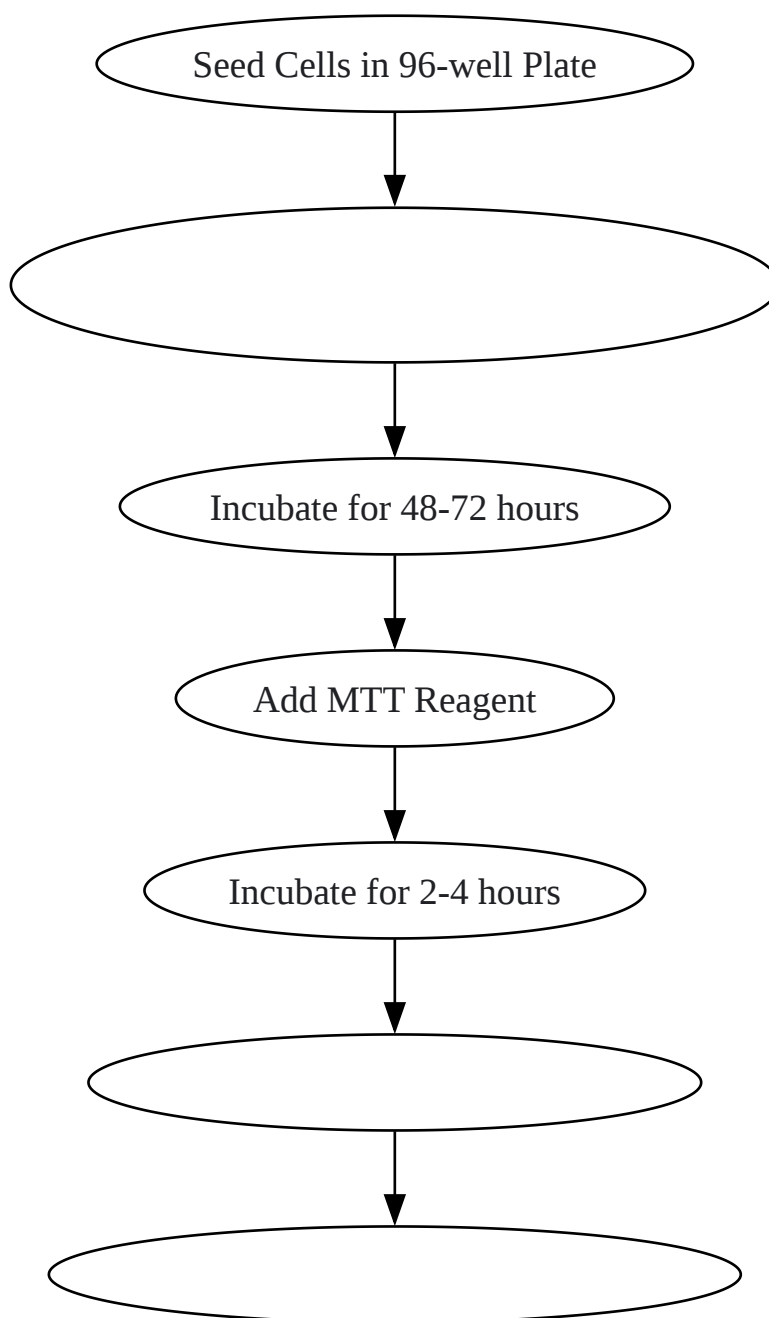 Seed Cells in 96-well Plate
Incubate for 48-72 hours
Add MTT Reagent
Incubate for 2-4 hours